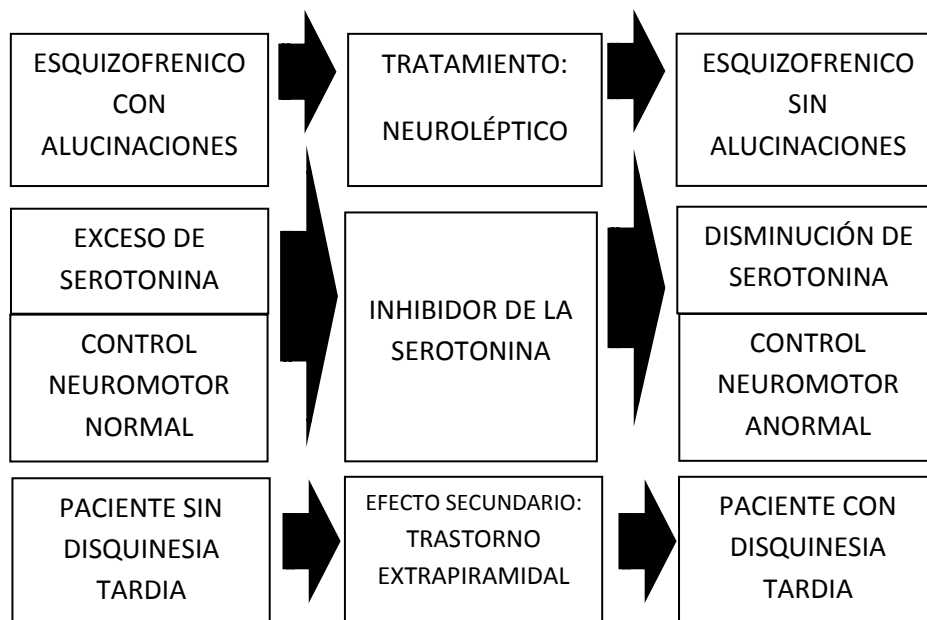 ESQUIZOFRENICO
CON
ALUCINACIONES
TRATAMIENTO:
NEUROLÉPTICO
ESQUIZOFRENICO
SIN
ALUCINACIONES
EXCESO DE
SEROTONINA
CONTROL
NEUROMOTOR
NORMAL
INHIBIDOR DE LA
SEROTONINA
DISMINUCIÓN DE
SEROTONINA
CONTROL
NEUROMOTOR
ANORMAL
PACIENTE SIN
DISQUINESIA
TARDIA
EFECTO SECUNDARIO:
TRASTORNO
EXTRAPIRAMIDAL
PACIENTE CON
DISQUINESIA
TARDIA